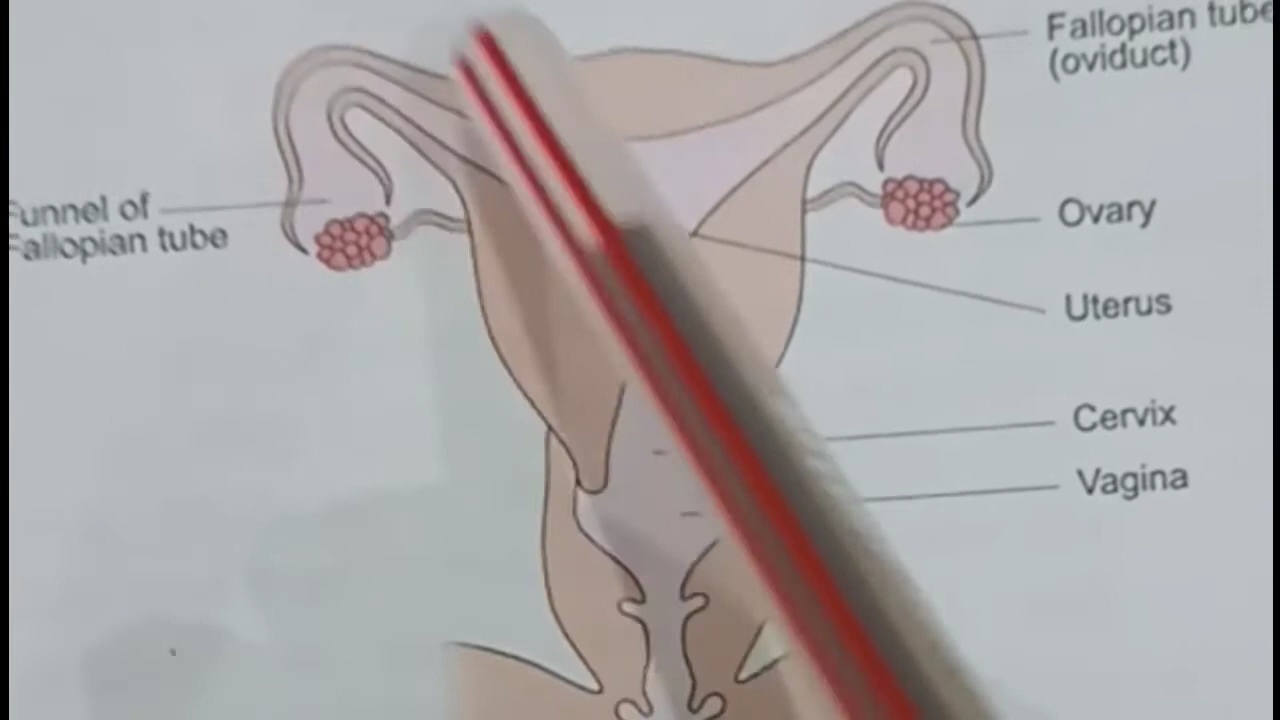 Fallopian tube
(oviduct)
Funnel of
Fallopian tube
Ovary
Uterus
Cervix
Vagina